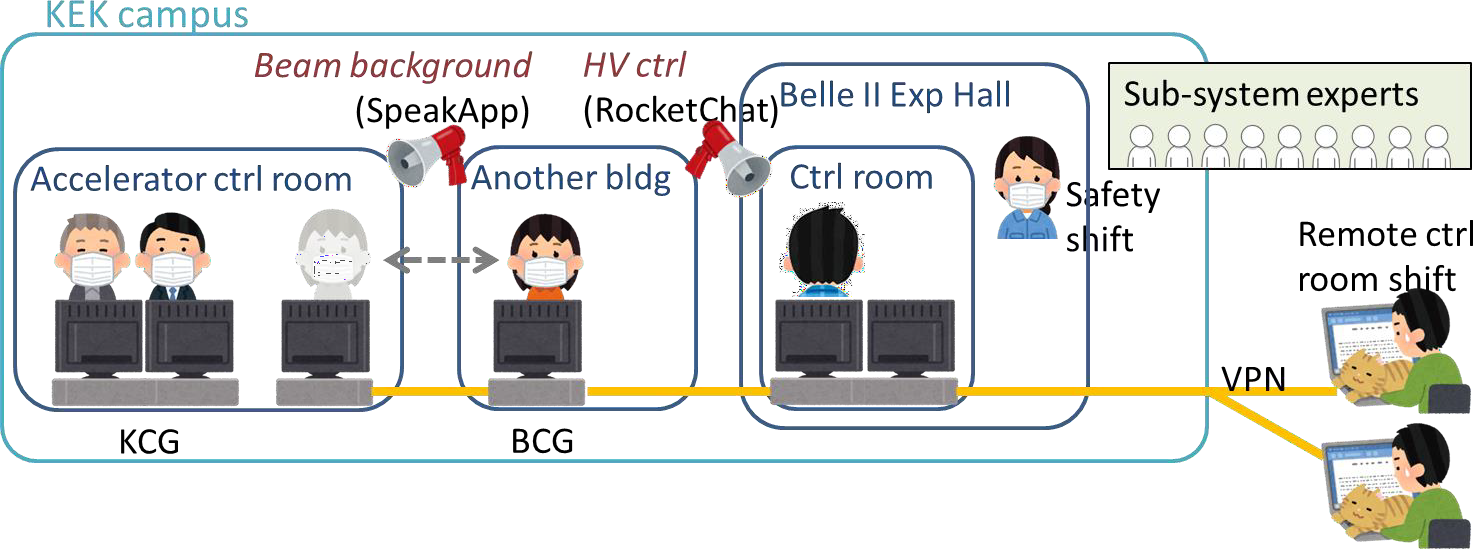 KEK campus
Beam background
(SpeakApp)
HV ctrl
(RocketChat)
Belle II Exp Hall
Sub-system experts
Accelerator ctrl room
Another bldg
Ctrl room
Safety
shift
Remote ctrl
room shift
VPN
KCG
BCG